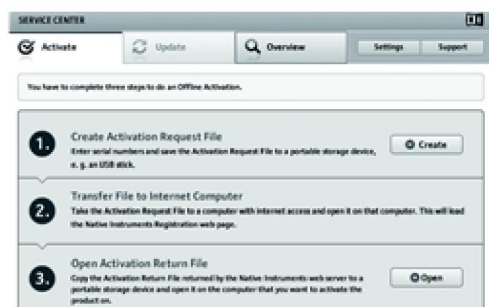 SERVICE CENTER
Activate
Update
Overview
Settings
Support
You have to complete three steps to do an Offline Activation.
1.
Create Activation Request File
Enter serial numbers and save the Activation Request File to a portable storage device,
e. g. an USB stick.
Create
2.
Transfer File to Internet Computer
Take the Activation Request File to a computer with internet access and open it on that computer. This will load
the Native Instruments Registration web page.
3.
Open Activation Return File
Copy the Activation Return File returned by the Native Instruments web server to a
portable storage device and open it on the computer that you want to activate the
product on.
Open